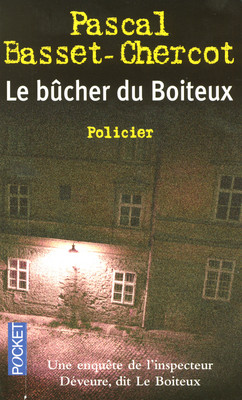 Pascal
Basset-Chercot
Le bûcher du Boiteux
Policier
POCKET
Une enquête de l'inspecteur
Déveure, dit Le Boiteux